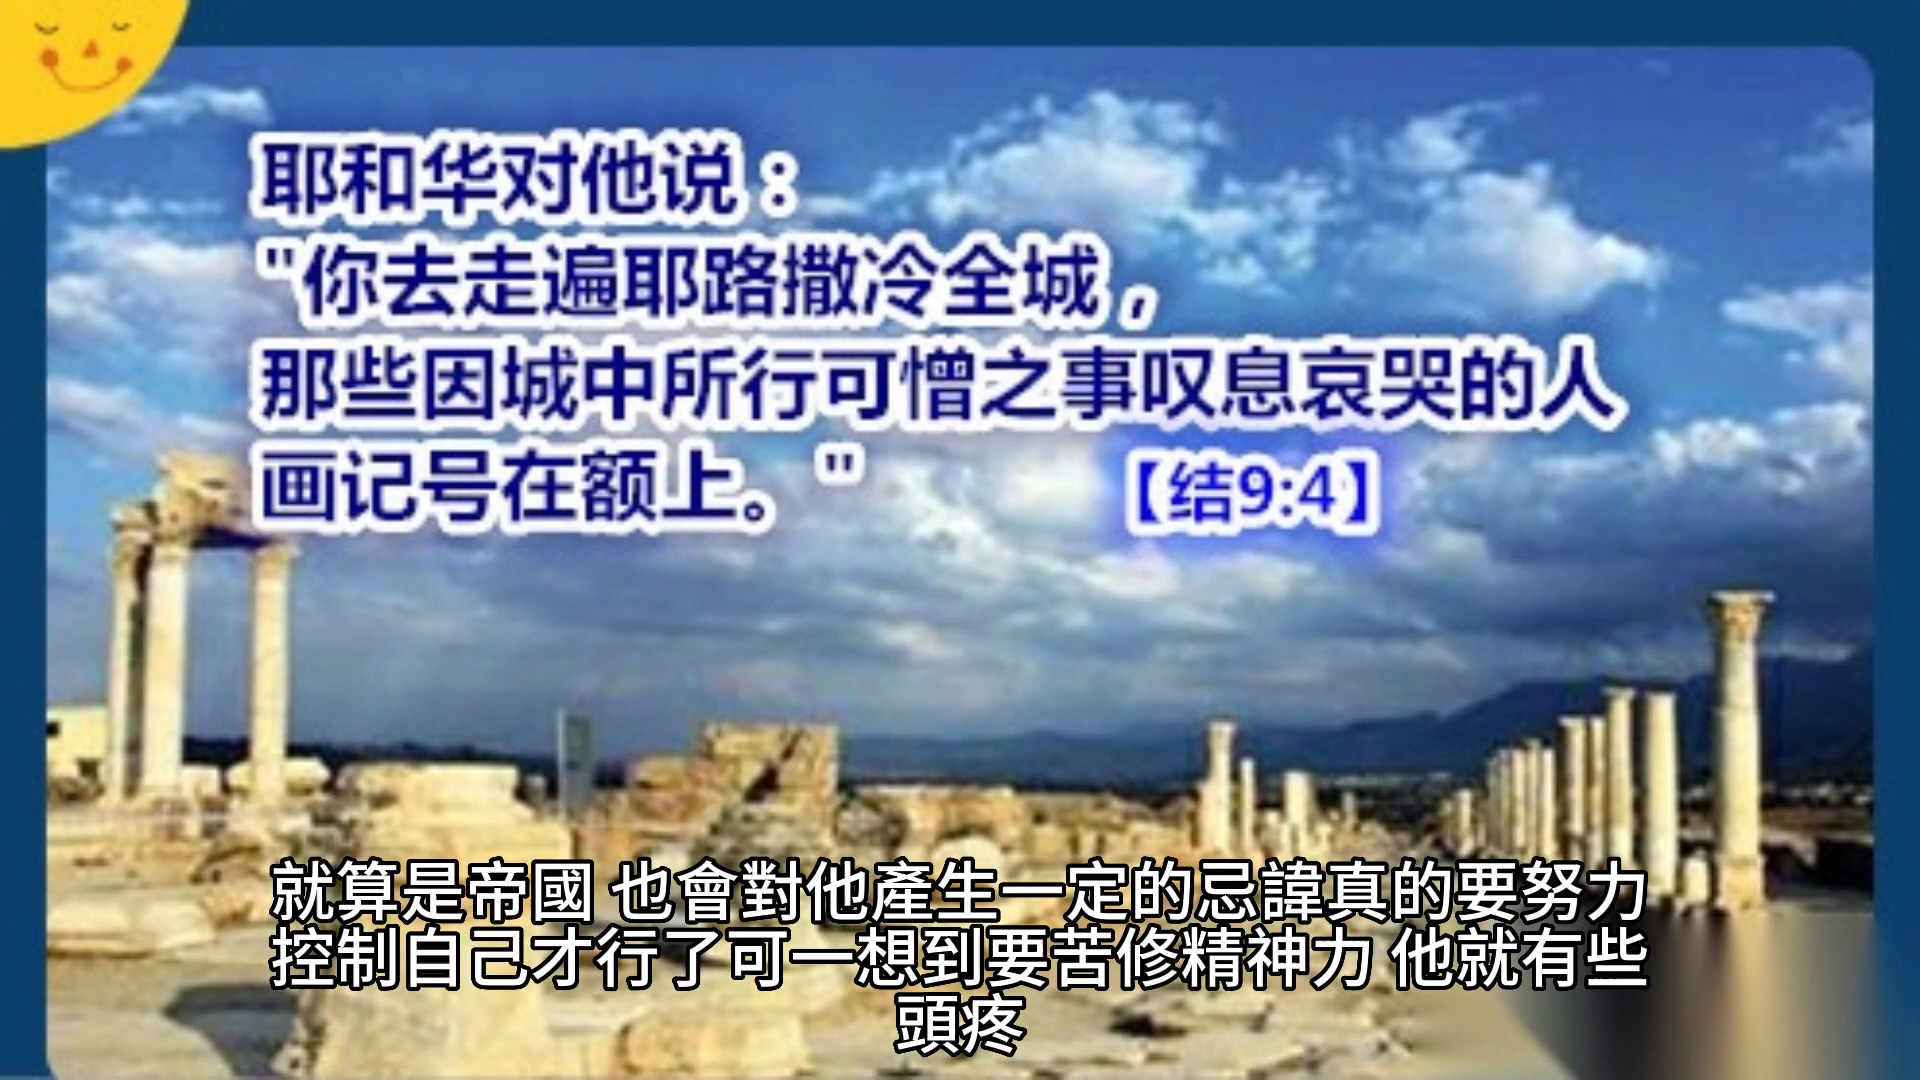 耶和华对他说：
"你去走遍耶路撒冷全城，
那些因城中所行可憎之事叹息哀哭的人
画记号在额上。" 【结9:4】
就算是帝國 也會對他產生一定的忌諱真的要努力
控制自己才行了可一想到要苦修精神力 他就有些
頭疼